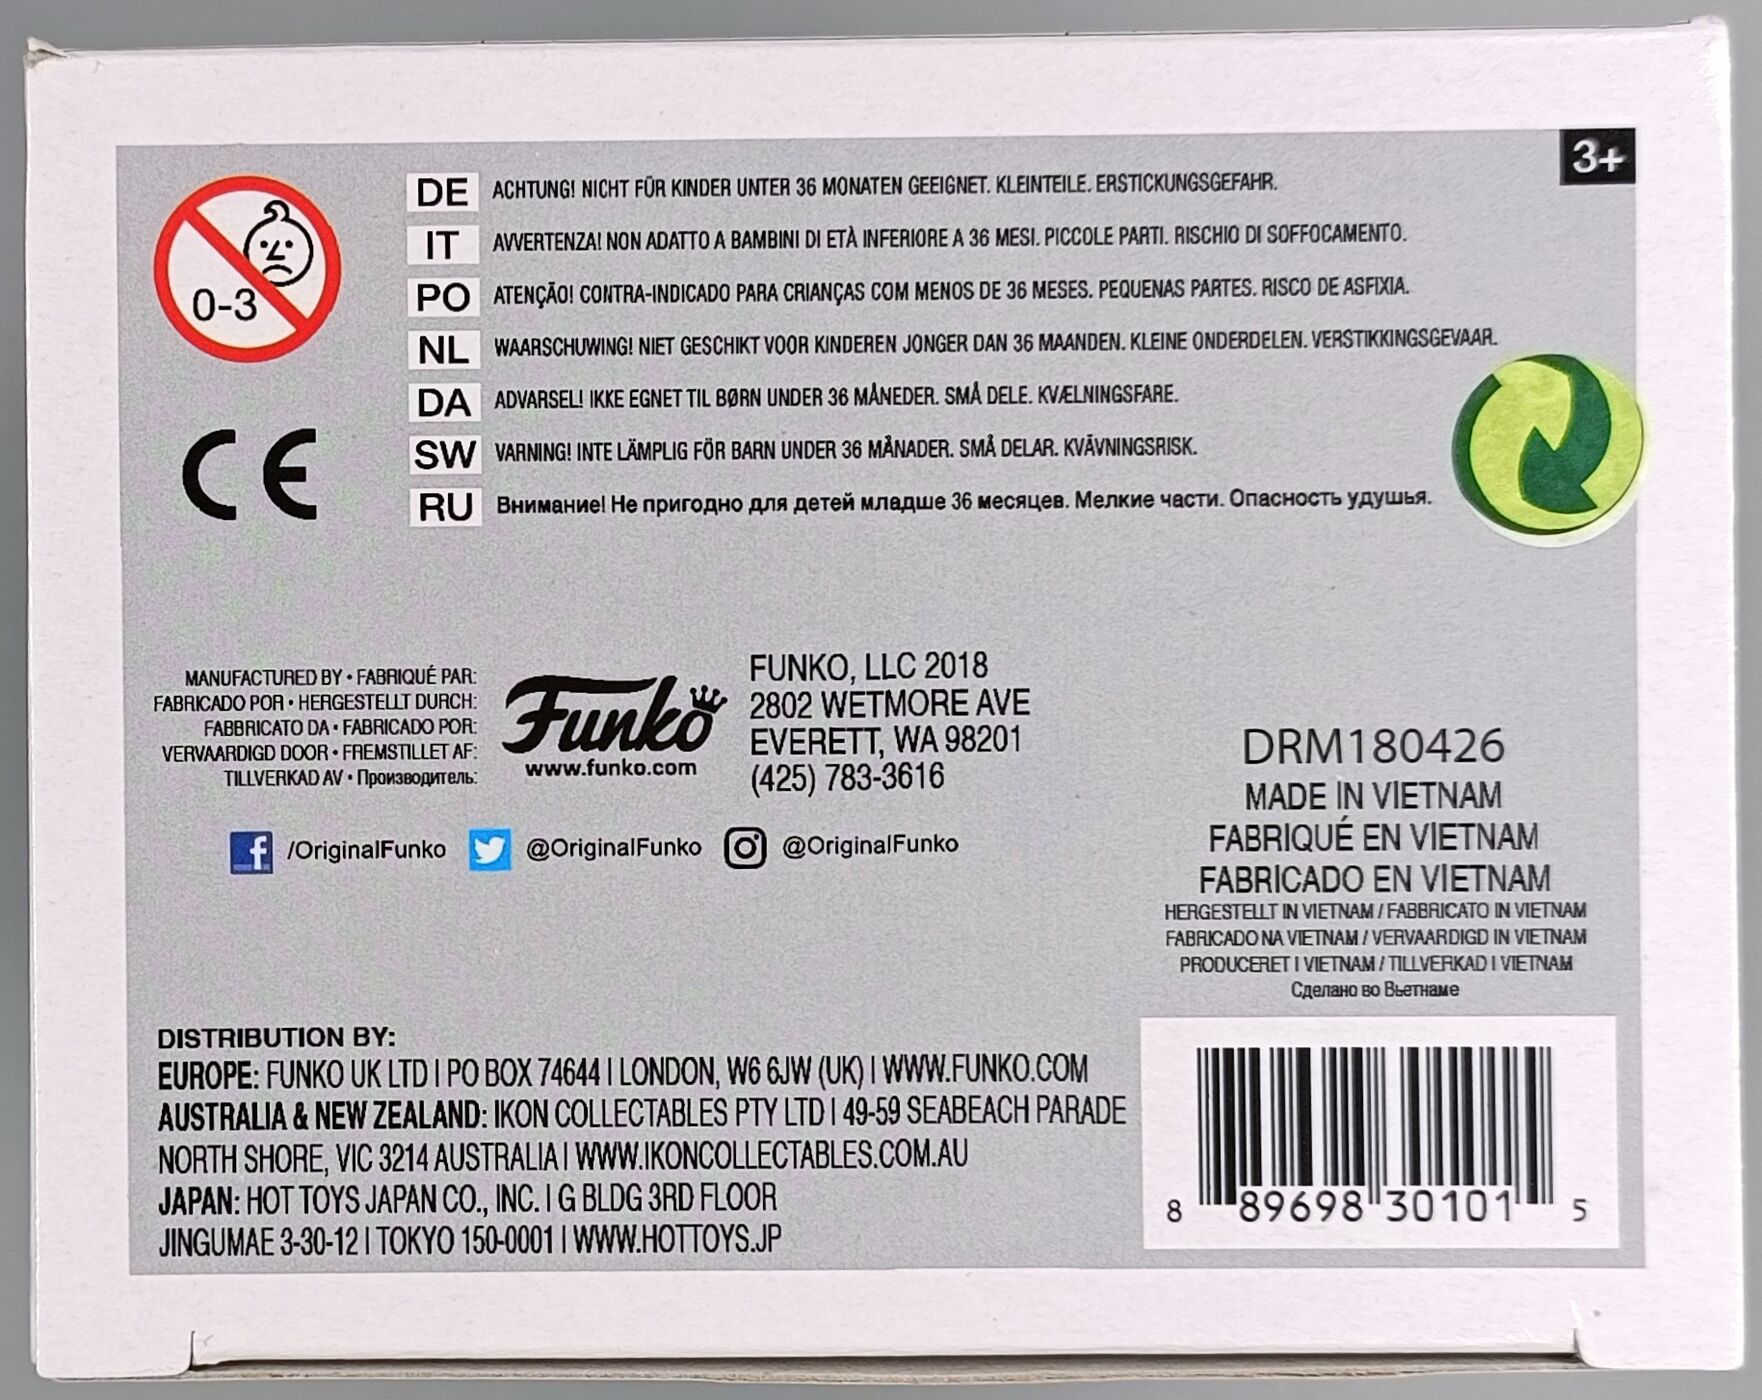 3+
0-3
DE ACHTUNG! NICHT FÜR KINDER UNTER 36 MONATEN GEEIGNET. KLEINTEILE. ERSTICKUNGSGEFAHR.
IT AVVERTENZA! NON ADATTO A BAMBINI DI ETÀ INFERIORE A 36 MESI. PICCOLE PARTI. RISCHIO DI SOFFOCAMENTO.
PO ATENÇÃO! CONTRA-INDICADO PARA CRIANÇAS COM MENOS DE 36 MESES. PEQUENAS PARTES. RISCO DE ASFIXIA.
NL WAARSCHUWING! NIET GESCHIKT VOOR KINDEREN JONGER DAN 36 MAANDEN. KLEINE ONDERDELEN. VERSTIKKINGSGEVAAR.
DA ADVARSEL! IKKE EGNET TIL BØRN UNDER 36 MÅNEDER. SMÅ DELE. KVÆLNINGSFARE.
SW VARNING! INTE LÄMPLIG FÖR BARN UNDER 36 MÅNADER. SMÅ DELAR. KVÄVNINGSRISK.
RU Внимание! Не пригодно для детей младше 36 месяцев. Мелкие части. Опасность удушья.
CE
MANUFACTURED BY • FABRIQUÉ PAR:
FABRICADO POR • HERGESTELLT DURCH:
FABBRICATO DA • FABRICADO POR:
VERVAARDIGD DOOR • FREMSTILLET AF:
TILLVERKAD AV • Производитель:
Funko
www.funko.com
FUNKO, LLC 2018
2802 WETMORE AVE
EVERETT, WA 98201
(425) 783-3616
/OriginalFunko @OriginalFunko @OriginalFunko
DRM180426
MADE IN VIETNAM
FABRIQUÉ EN VIETNAM
FABRICADO EN VIETNAM
HERGESTELLT IN VIETNAM / FABBRICATO IN VIETNAM
FABRICADO NA VIETNAM / VERVAARDIGD IN VIETNAM
PRODUCERET I VIETNAM / TILLVERKAD I VIETNAM
Сделано во Вьетнаме
DISTRIBUTION BY:
EUROPE: FUNKO UK LTD | PO BOX 74644 | LONDON, W6 6JW (UK) | WWW.FUNKO.COM
AUSTRALIA & NEW ZEALAND: IKON COLLECTABLES PTY LTD | 49-59 SEABEACH PARADE
NORTH SHORE, VIC 3214 AUSTRALIA | WWW.IKONCOLLECTABLES.COM.AU
JAPAN: HOT TOYS JAPAN CO., INC. | G BLDG 3RD FLOOR
JINGUMAE 3-30-12 | TOKYO 150-0001 | WWW.HOTTOYS.JP
8 89698 30101 5